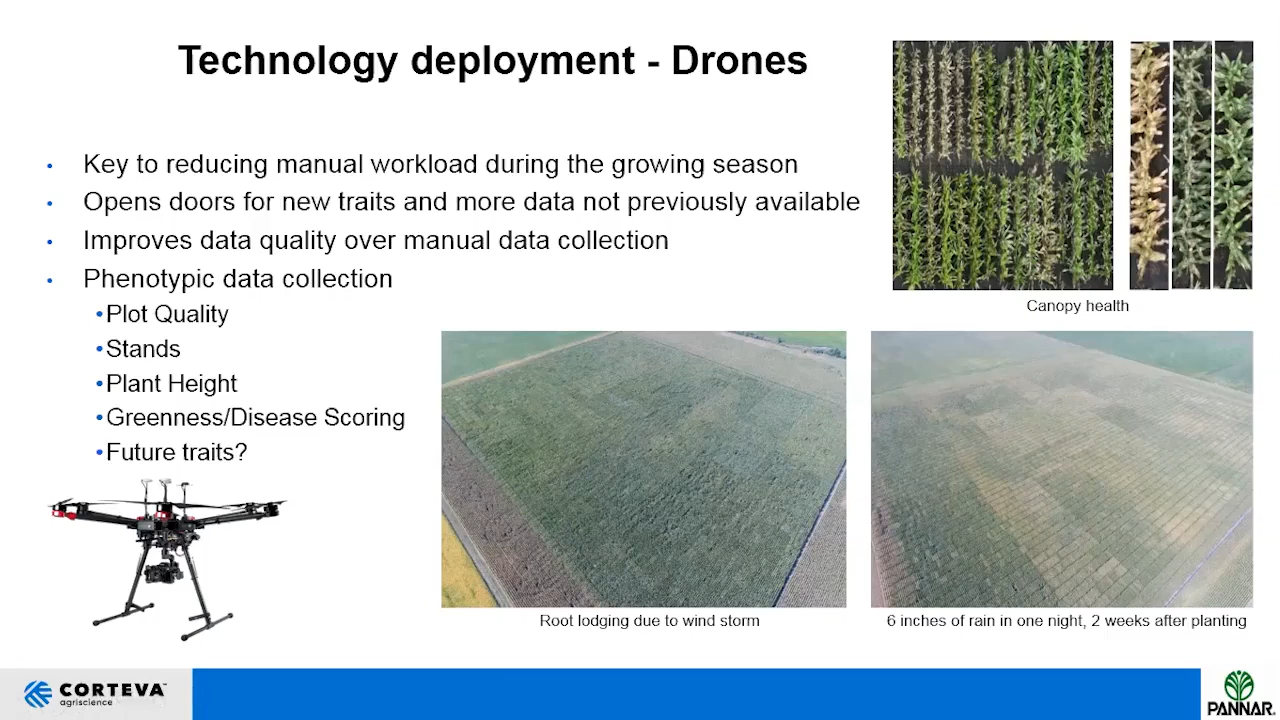 Technology deployment - Drones
• Key to reducing manual workload during the growing season
• Opens doors for new traits and more data not previously available
• Improves data quality over manual data collection
• Phenotypic data collection
•Plot Quality
•Stands
•Plant Height
•Greenness/Disease Scoring
•Future traits?
Canopy health
Root lodging due to wind storm
6 inches of rain in one night, 2 weeks after planting
CORTEVA™
agriscience
PANNAR®